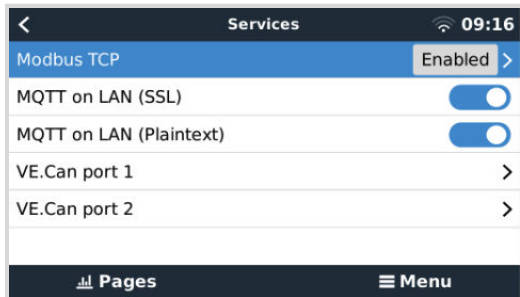 Services 09:16
Modbus TCP Enabled
MQTT on LAN (SSL)
MQTT on LAN (Plaintext)
VE.Can port 1
VE.Can port 2
Pages Menu